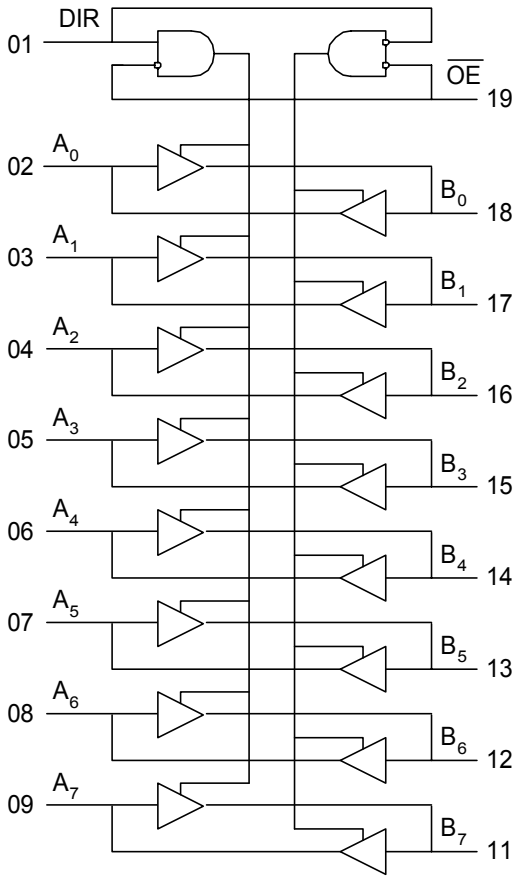 DIR
01
O̅E̅
19
02 A₀
B₀ 18
03 A₁
B₁ 17
04 A₂
B₂ 16
05 A₃
B₃ 15
06 A₄
B₄ 14
07 A₅
B₅ 13
08 A₆
B₆ 12
09 A₇
B₇ 11